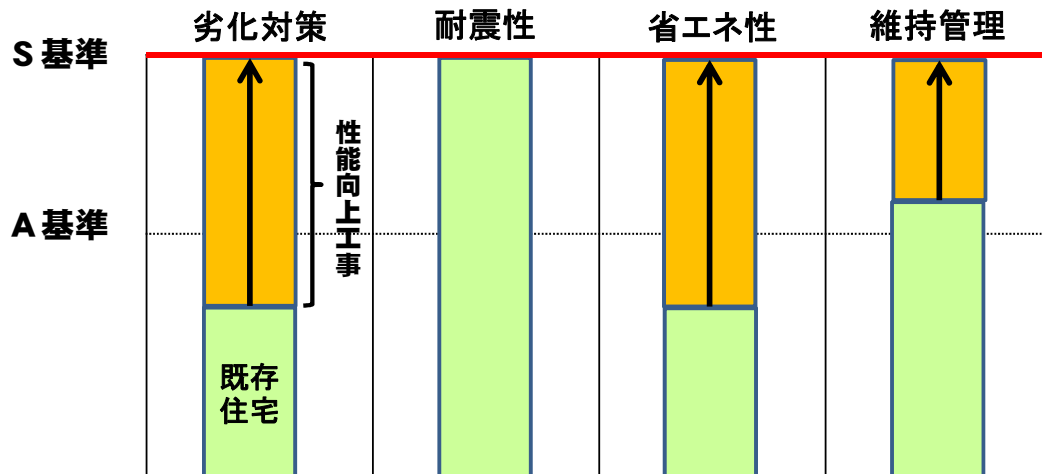 劣化対策
耐震性
省エネ性
維持管理
S基準
性能向上工事
A基準
既存
住宅